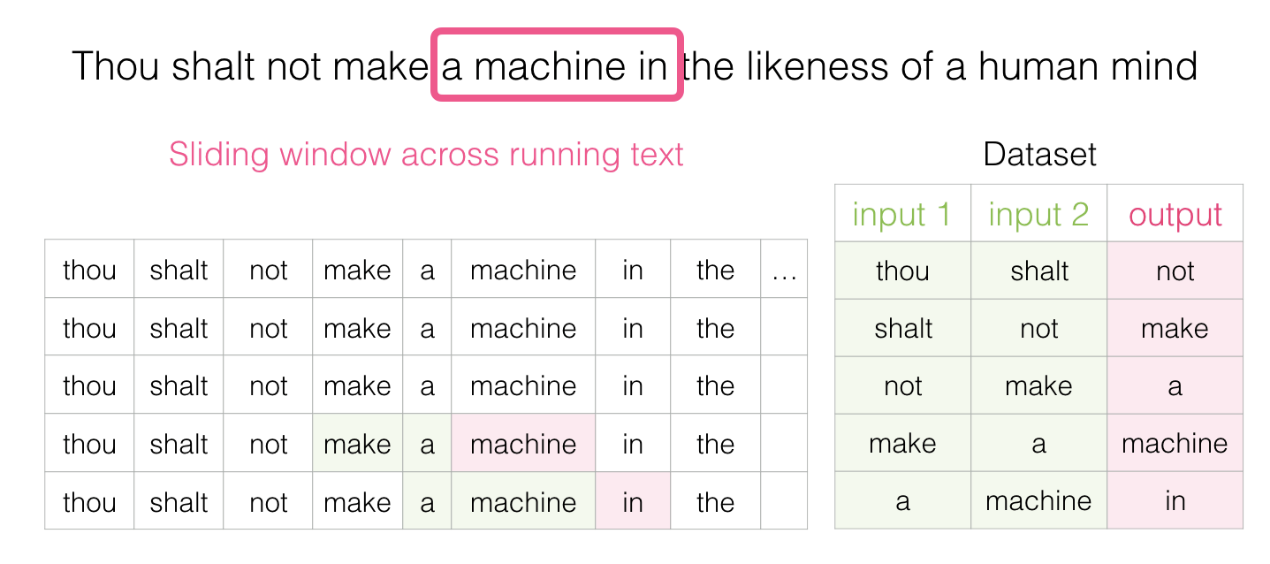 Thou shalt not make a machine in the likeness of a human mind
Sliding window across running text
thou shalt not make a machine in the ...
thou shalt not make a machine in the
thou shalt not make a machine in the
thou shalt not make a machine in the
thou shalt not make a machine in the
Dataset
input 1 input 2 output
thou shalt not
shalt not make
not make a
make a machine
a machine in